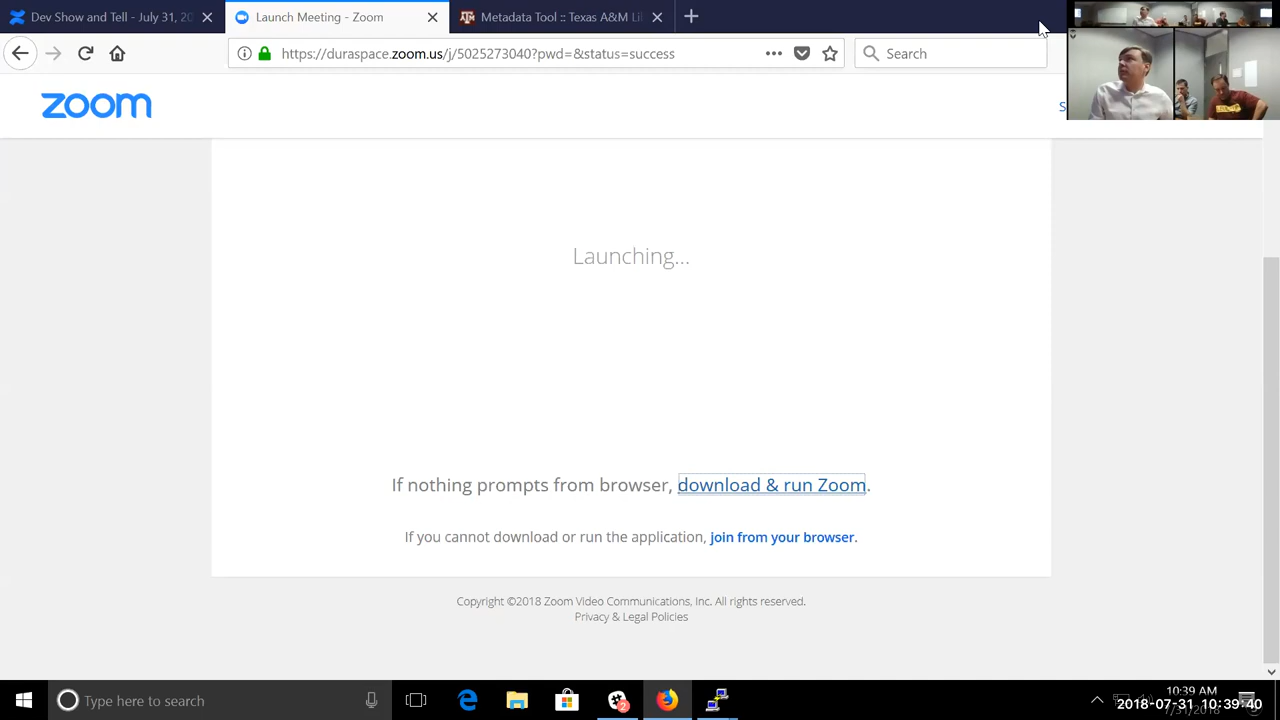 Dev Show and Tell - July 31, 20
Launch Meeting - Zoom
Metadata Tool :: Texas A&M Lil
https://duraspace.zoom.us/j/5025273040?pwd=&status=success
Search
zoom
S
Launching...
If nothing prompts from browser, download & run Zoom.
If you cannot download or run the application, join from your browser.
Copyright ©2018 Zoom Video Communications, Inc. All rights reserved.
Privacy & Legal Policies
Type here to search
2
10:39 AM
2018-07-31 10:39:40